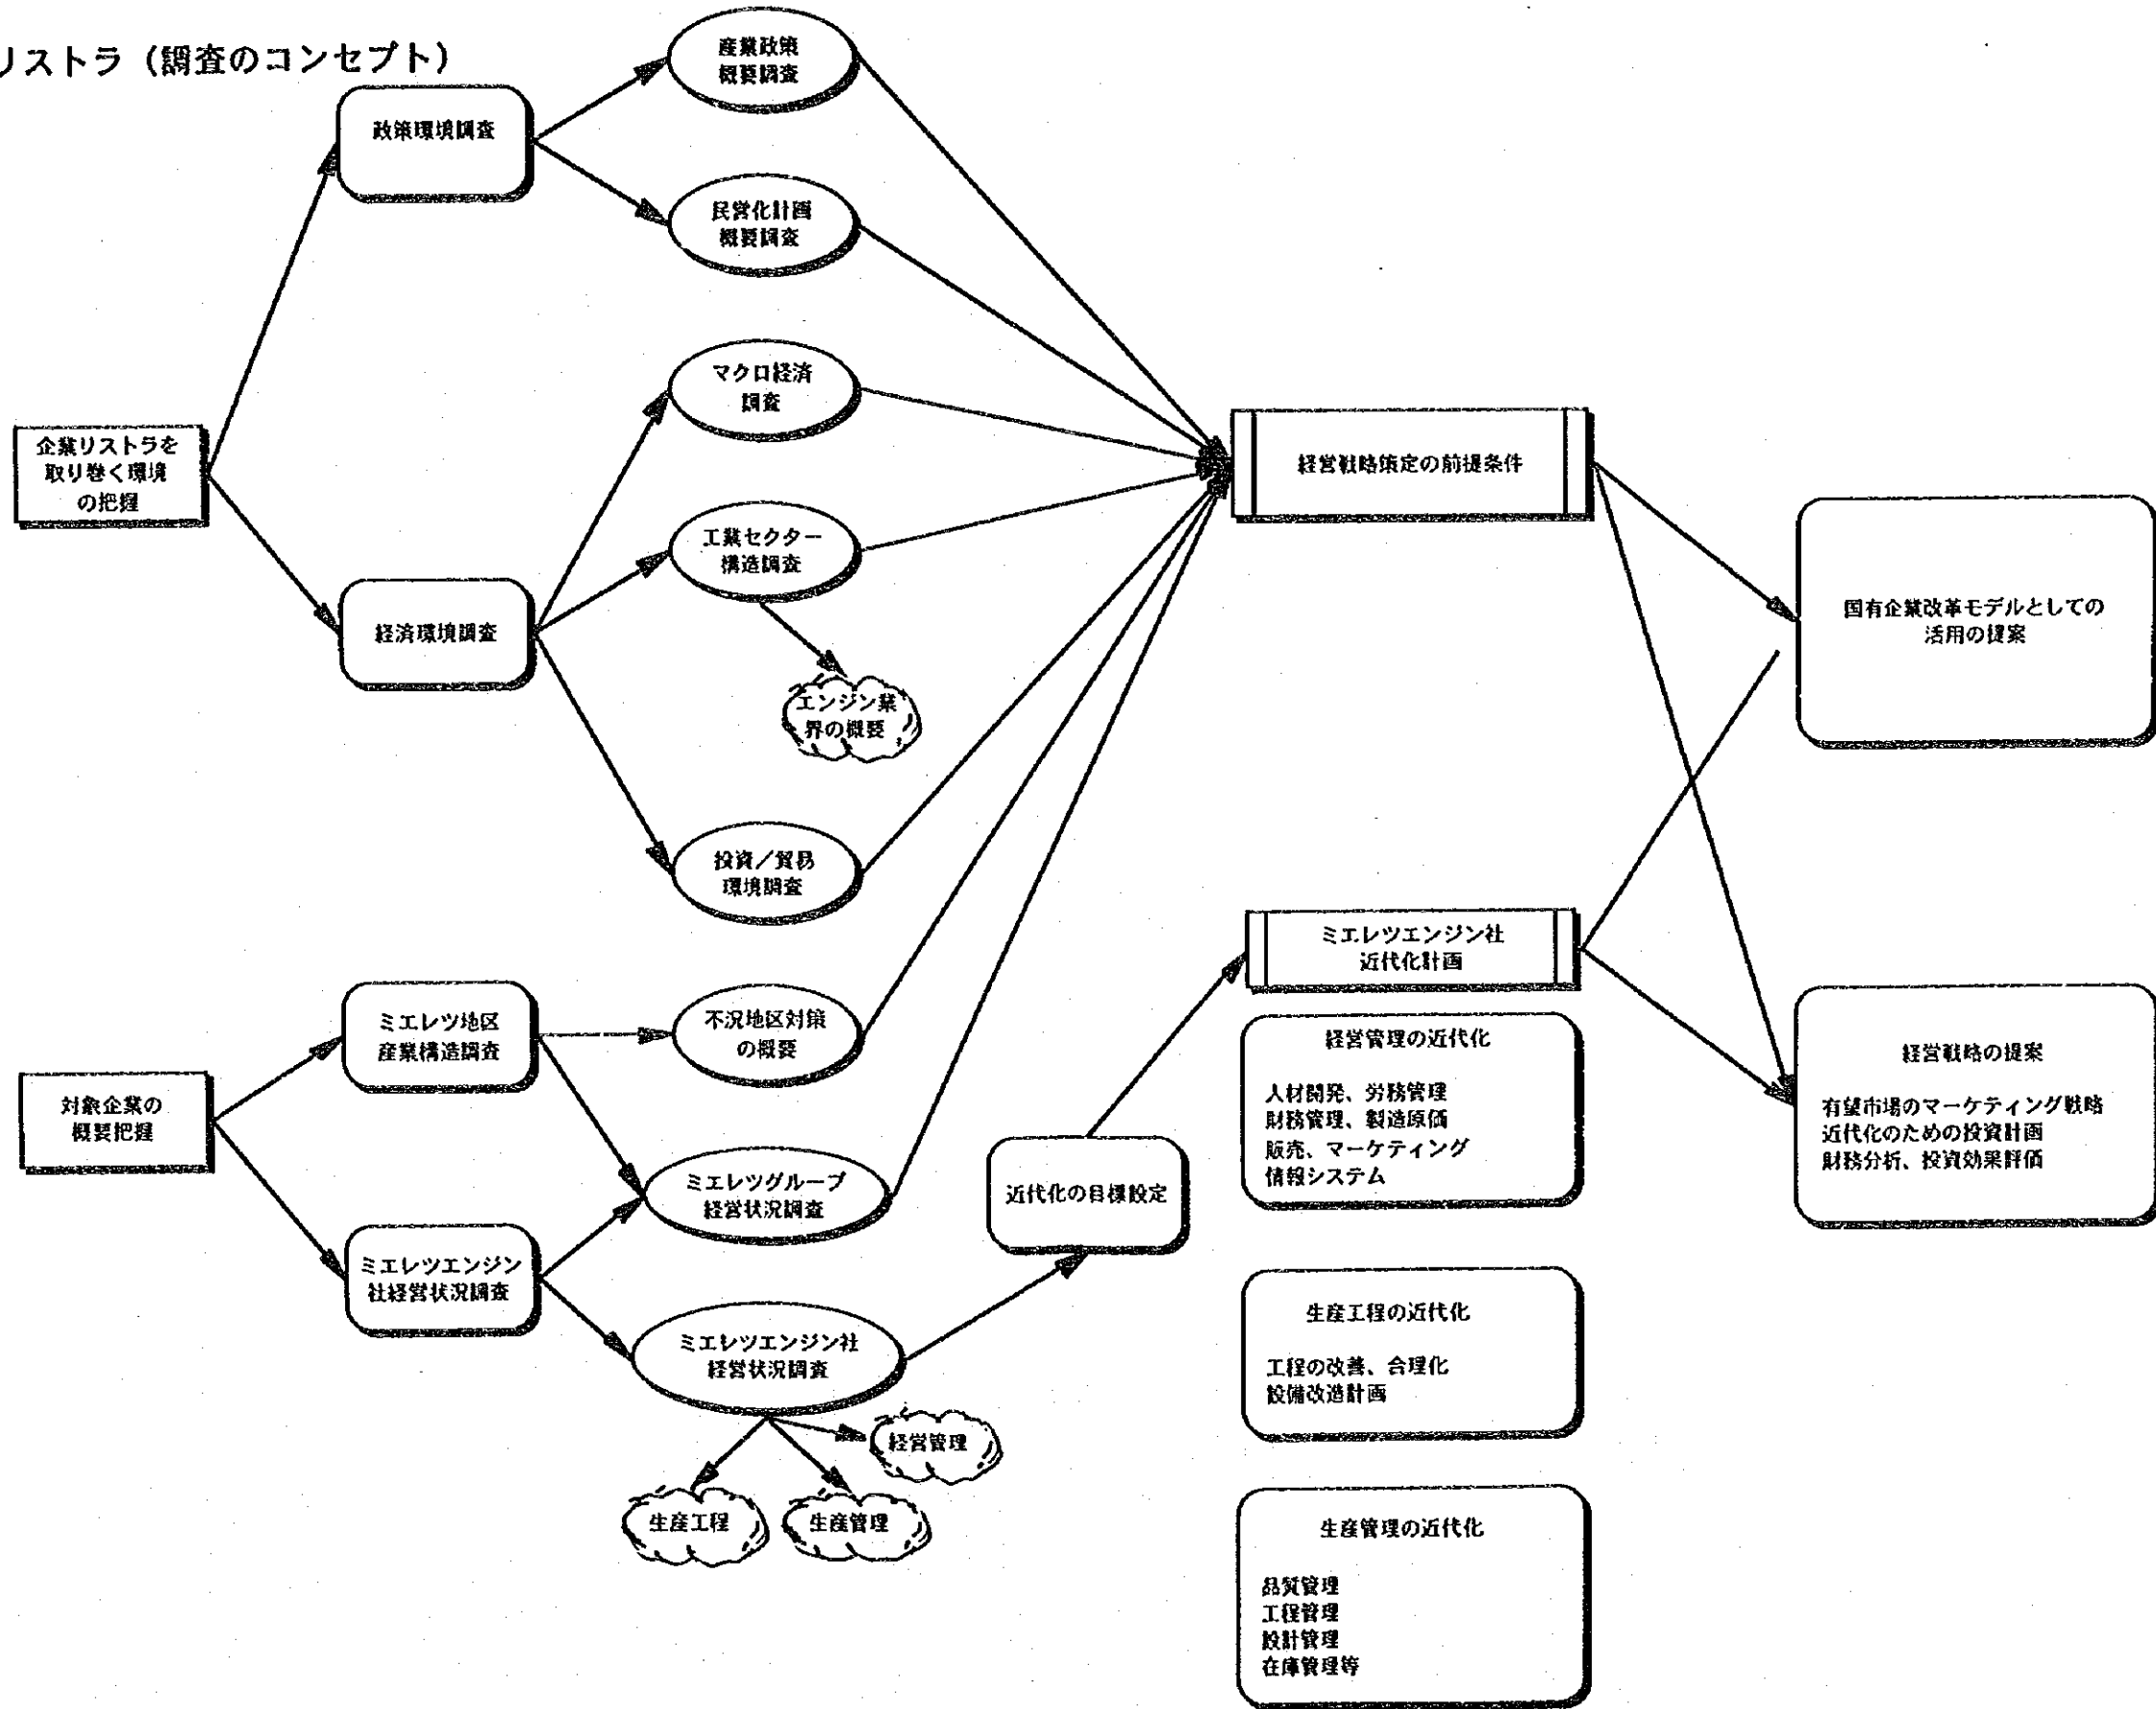 リストラ（調査のコンセプト）
産業政策
概要調査
政策環境調査
民営化計画
概要調査
マクロ経済
調査
企業リストラを
取り巻く環境
の把握
経営戦略策定の前提条件
工業セクター
構造調査
経済環境調査
国有企業改革モデルとしての
活用の提案
エンジン業
界の概要
投資／貿易
環境調査
ミエレツエンジン社
近代化計画
ミエレツ地区
産業構造調査
不況地区対策
の概要
対象企業の
概要把握
経営管理の近代化
人材開発、労務管理
財務管理、製造原価
販売、マーケティング
情報システム
経営戦略の提案
有望市場のマーケティング戦略
近代化のための投資計画
財務分析、投資効果評価
ミエレツグループ
経営状況調査
近代化の目標設定
ミエレツエンジン
社経営状況調査
ミエレツエンジン社
経営状況調査
生産工程の近代化
工程の改善、合理化
設備改造計画
経営管理
生産工程
生産管理
生産管理の近代化
品質管理
工程管理
設計管理
在庫管理等